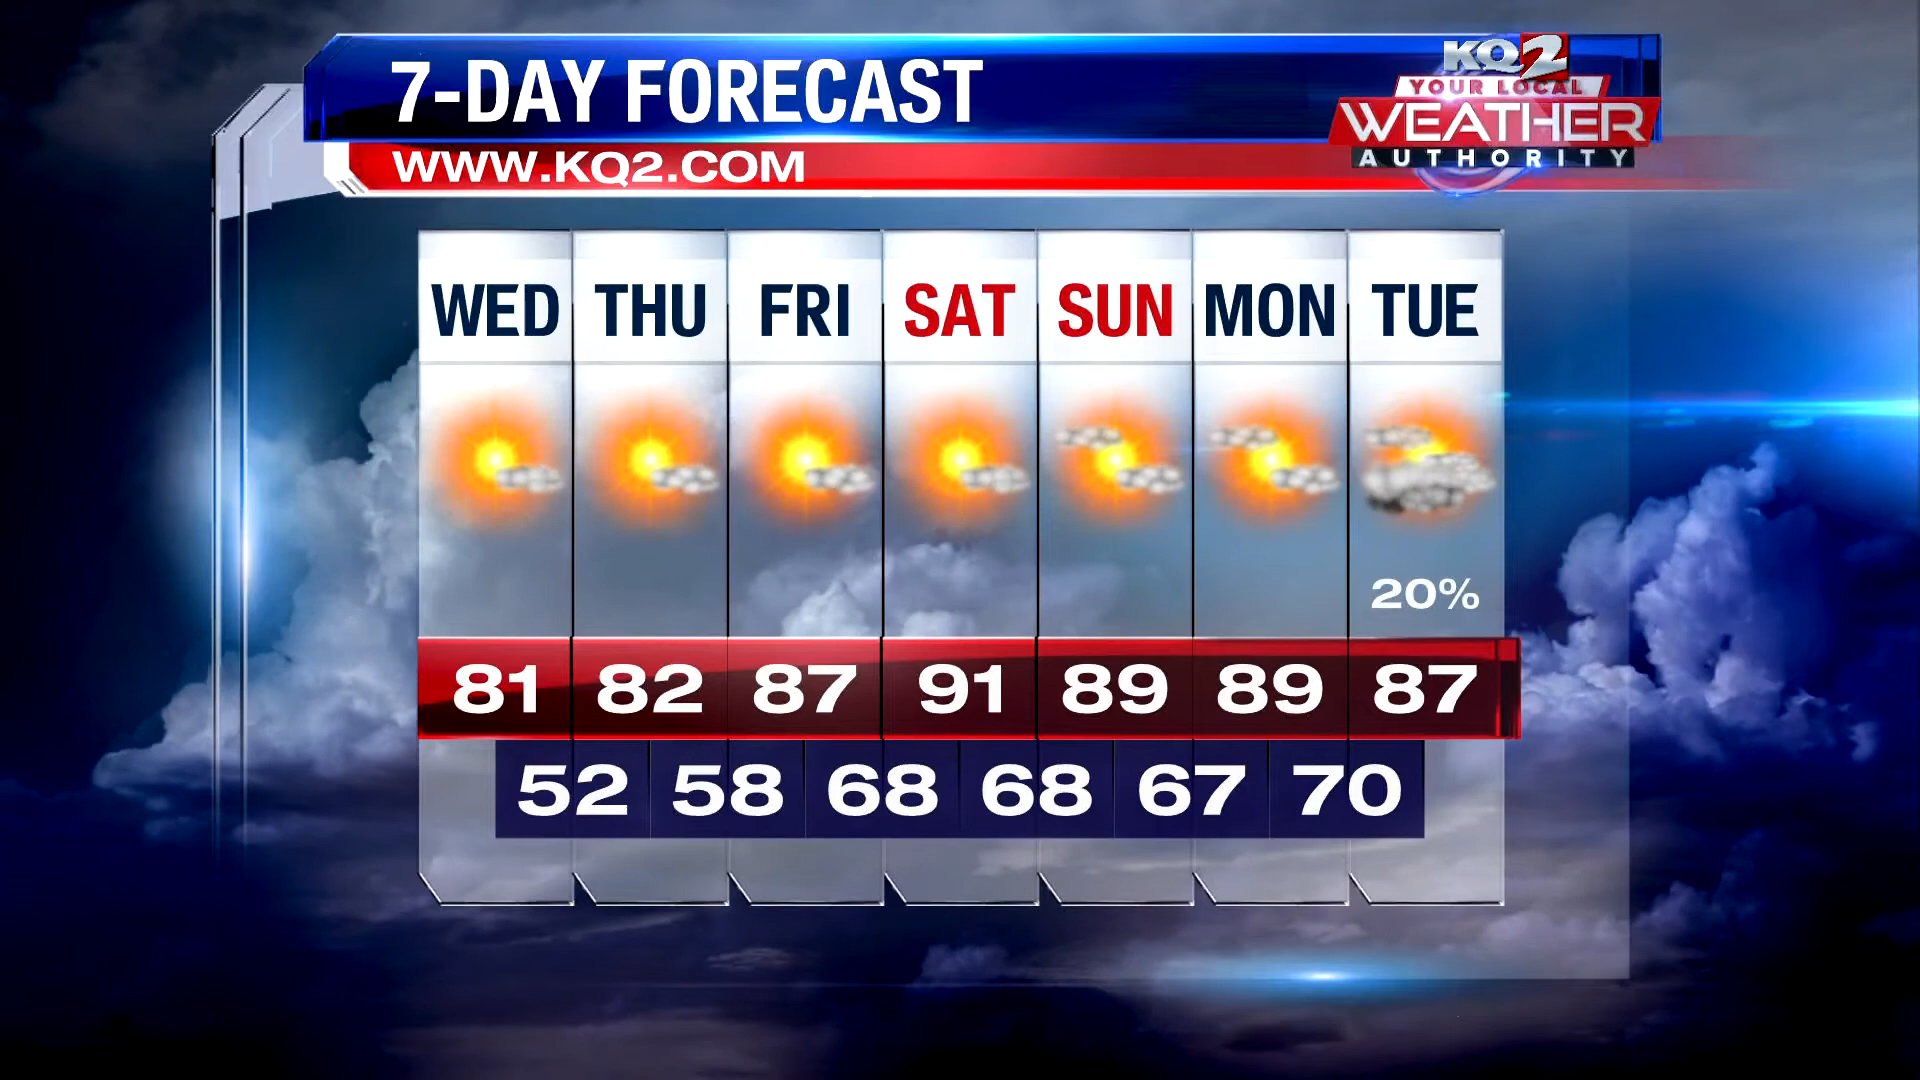 7-DAY FORECAST
WWW.KQ2.COM
KQ2
YOUR LOCAL
WEATHER
AUTHORITY
WED THU FRI SAT SUN MON TUE
20%
81 82 87 91 89 89 87
52 58 68 68 67 70